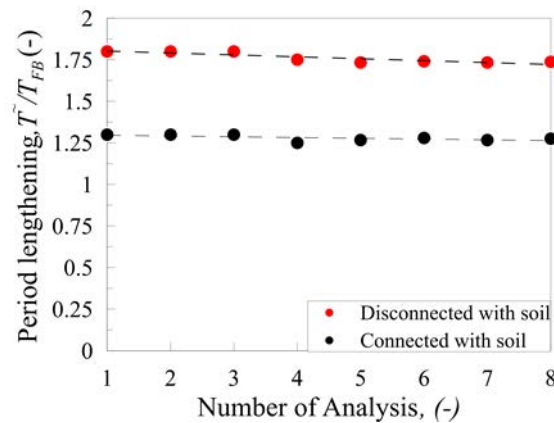 Period lengthening, T̃/T_FB (-)
2
1.75
1.5
1.25
1
0.75
0.5
0.25
0
Disconnected with soil
Connected with soil
1 2 3 4 5 6 7 8
Number of Analysis, (-)